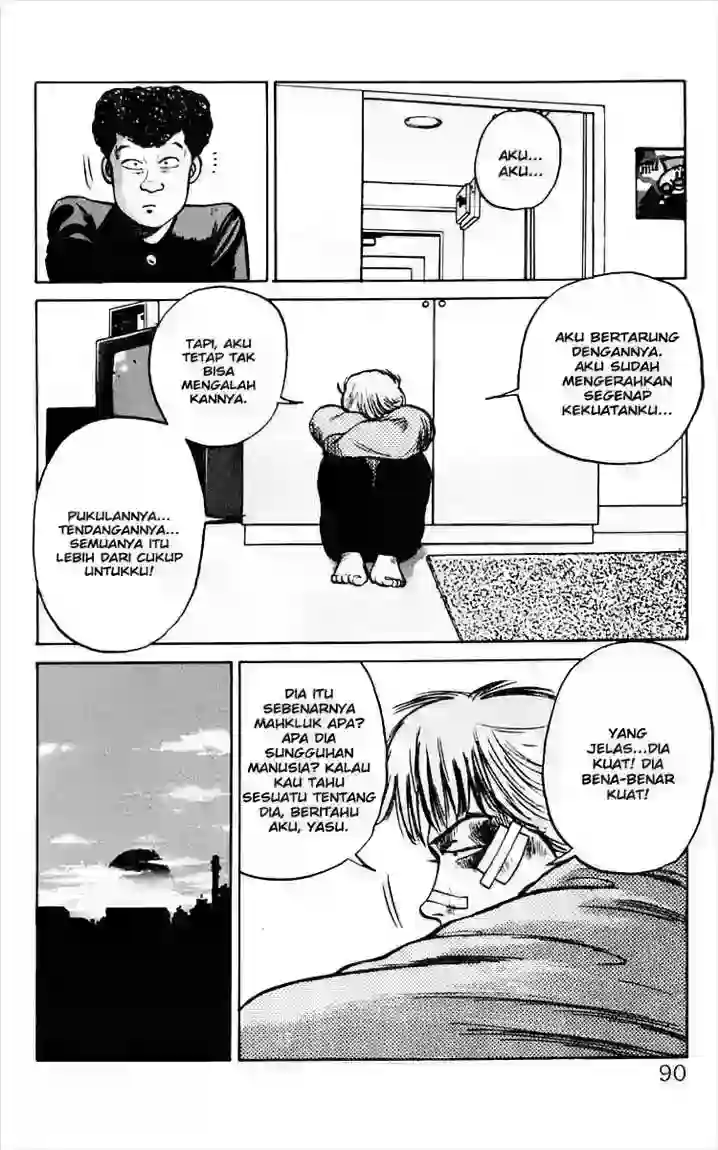 AKU...
AKU...
AKU BERTARUNG
DENGANNYA.
AKU SUDAH
MENGERAHKAN
SEGENAP
KEKUATANKU...
TAPI, AKU
TETAP TAK
BISA
MENGALAH
KANNYA.
PUKULANNYA...
TENDANGANNYA...
SEMUANYA ITU
LEBIH DARI CUKUP
UNTUKKU!
YANG
JELAS...DIA
KUAT! DIA
BENA-BENAR
KUAT!
DIA ITU
SEBENARNYA
MAHKLUK APA?
APA DIA
SUNGGUHAN
MANUSIA? KALAU
KAU TAHU
SESUATU TENTANG
DIA, BERITAHU
AKU, YASU.
90